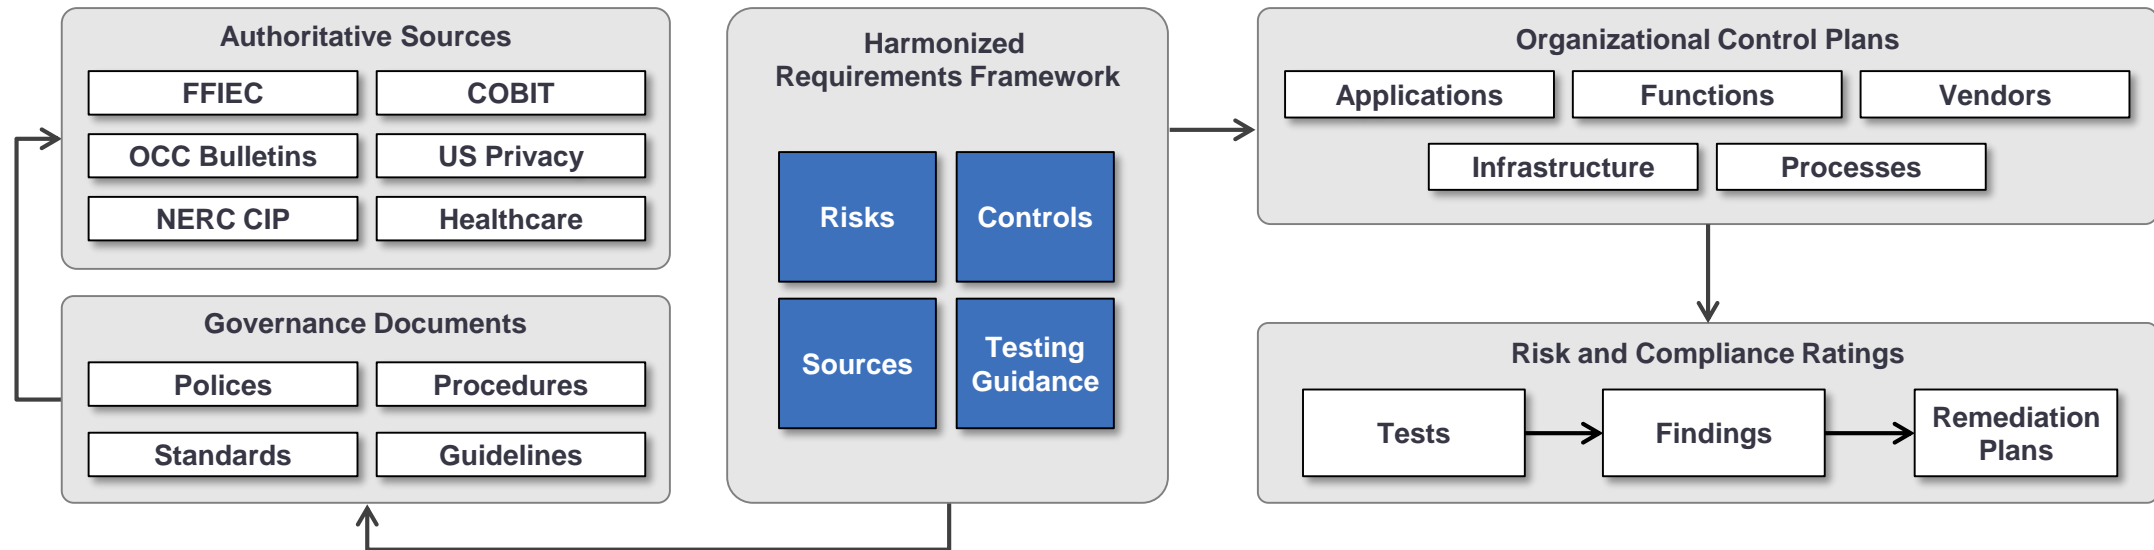 Authoritative Sources
FFIEC
COBIT
OCC Bulletins
US Privacy
NERC CIP
Healthcare
Governance Documents
Polices
Procedures
Standards
Guidelines
Harmonized
Requirements Framework
Risks
Controls
Sources
Testing
Guidance
Organizational Control Plans
Applications
Functions
Vendors
Infrastructure
Processes
Risk and Compliance Ratings
Tests
Findings
Remediation
Plans